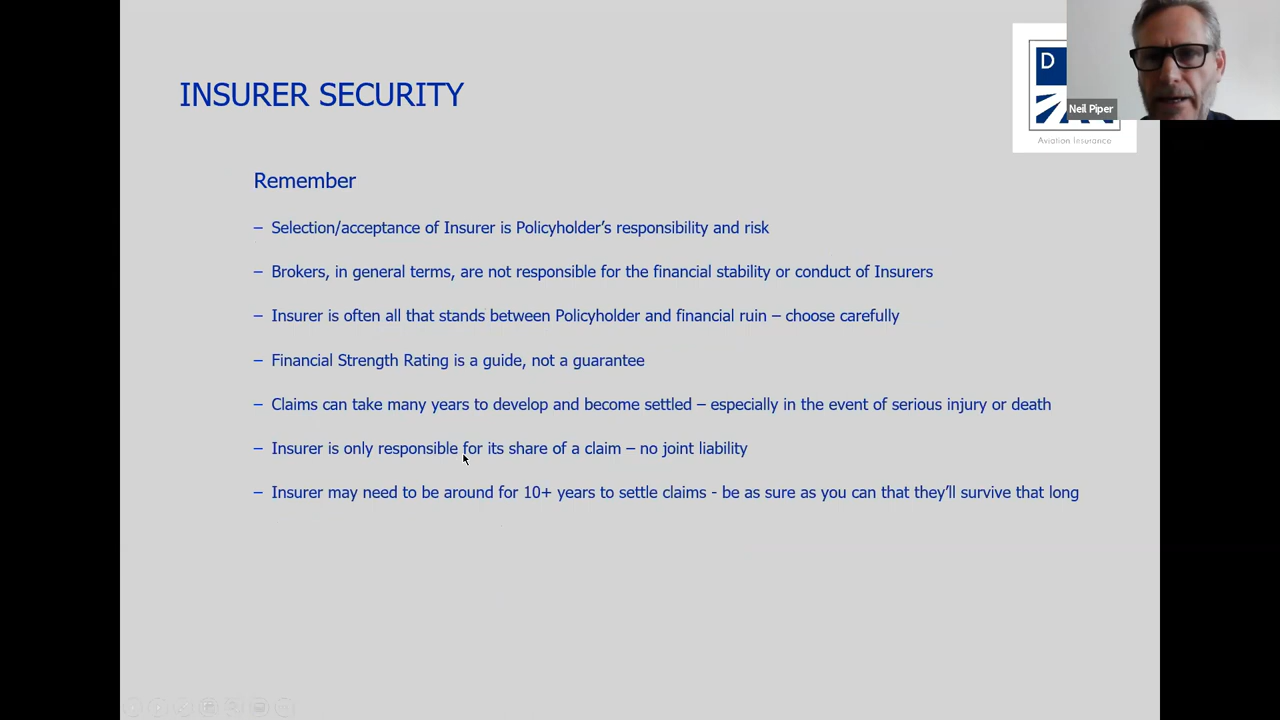 INSURER SECURITY
D
Neil Piper
Aviation Insurance
Remember
– Selection/acceptance of Insurer is Policyholder’s responsibility and risk
– Brokers, in general terms, are not responsible for the financial stability or conduct of Insurers
– Insurer is often all that stands between Policyholder and financial ruin – choose carefully
– Financial Strength Rating is a guide, not a guarantee
– Claims can take many years to develop and become settled – especially in the event of serious injury or death
– Insurer is only responsible for its share of a claim – no joint liability
– Insurer may need to be around for 10+ years to settle claims - be as sure as you can that they’ll survive that long